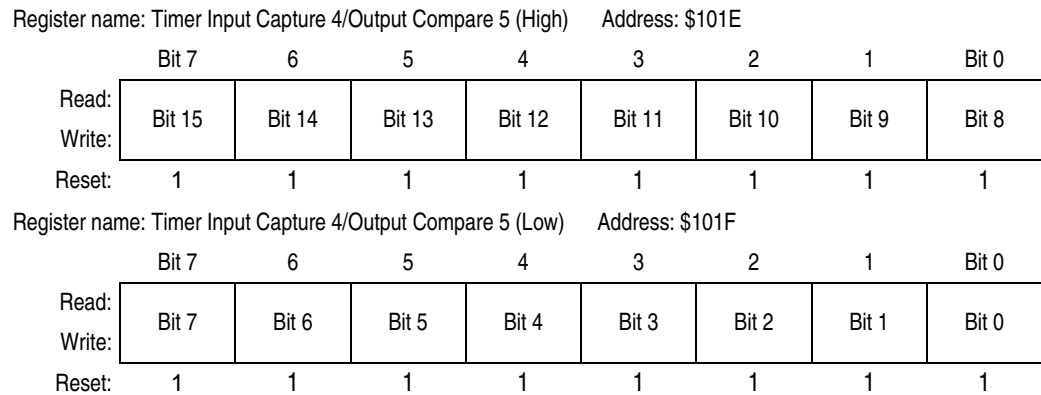 Register name: Timer Input Capture 4/Output Compare 5 (High) Address: $101E
Bit 7 6 5 4 3 2 1 Bit 0
Read:
Bit 15 Bit 14 Bit 13 Bit 12 Bit 11 Bit 10 Bit 9 Bit 8
Write:
Reset: 1 1 1 1 1 1 1 1
Register name: Timer Input Capture 4/Output Compare 5 (Low) Address: $101F
Bit 7 6 5 4 3 2 1 Bit 0
Read:
Bit 7 Bit 6 Bit 5 Bit 4 Bit 3 Bit 2 Bit 1 Bit 0
Write:
Reset: 1 1 1 1 1 1 1 1